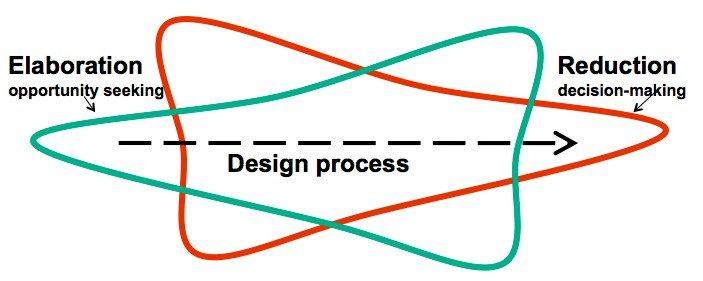 Elaboration
opportunity seeking
Reduction
decision-making
Design process